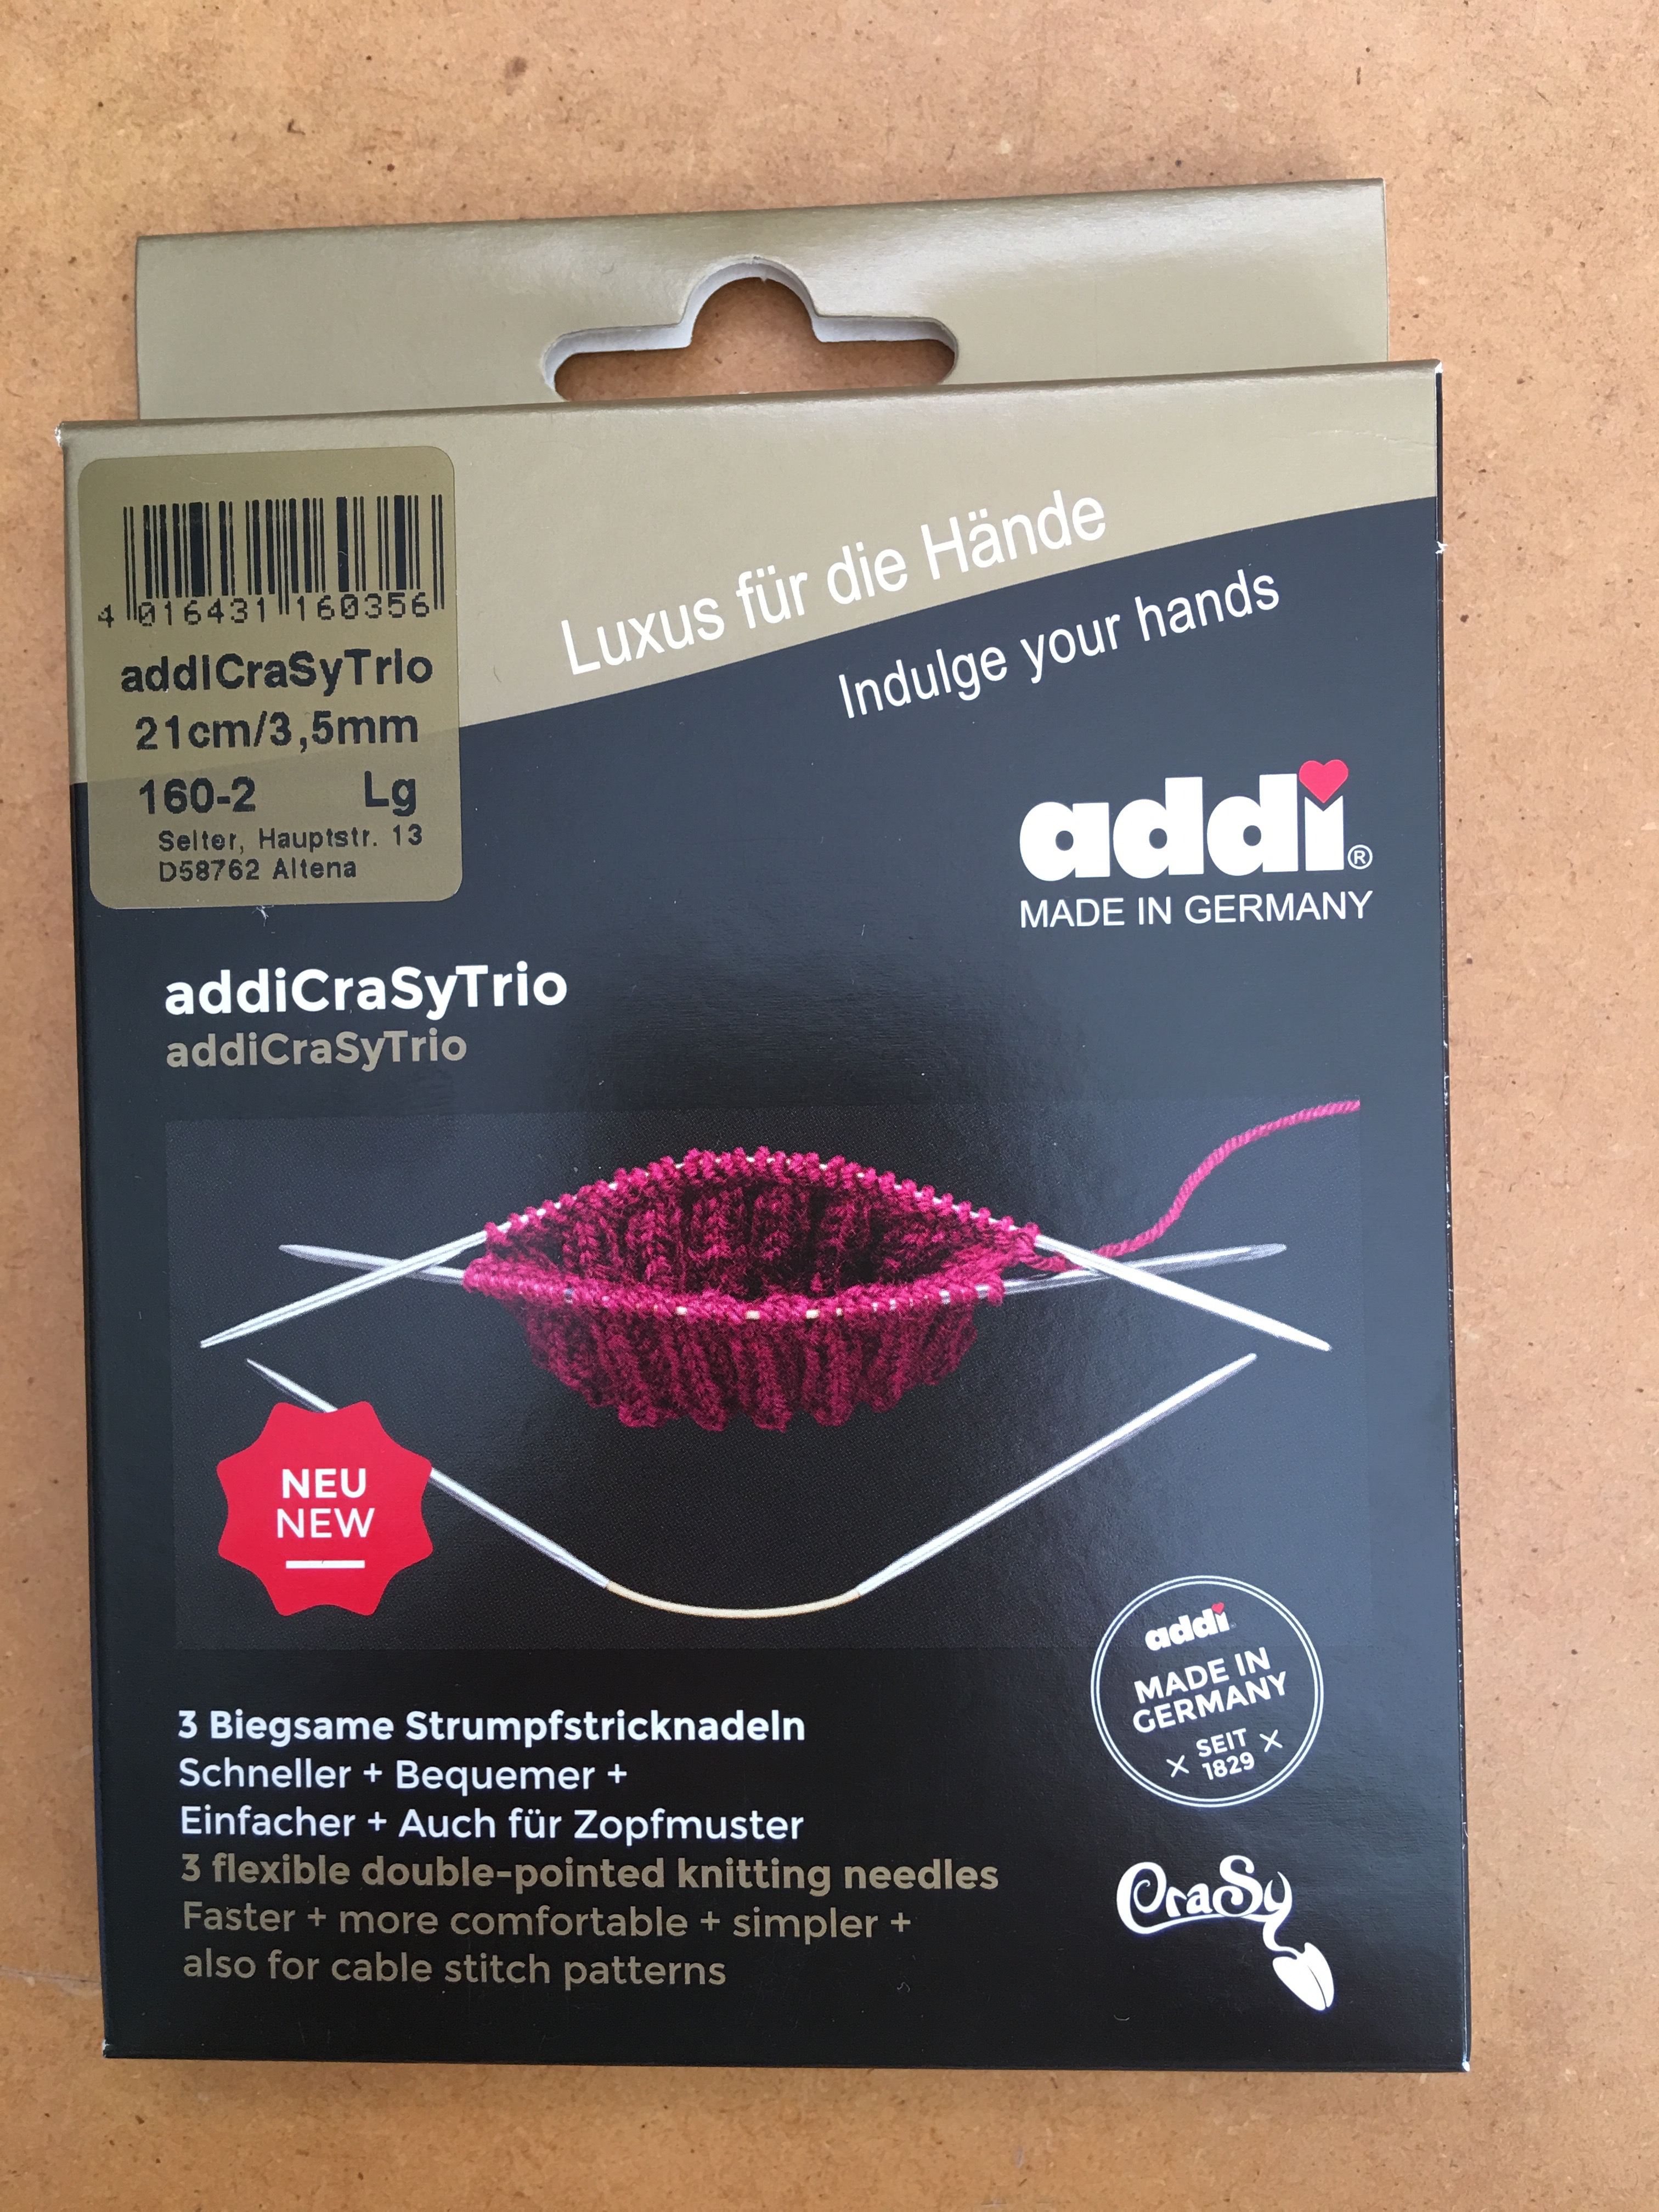 4 016431 160356
addiCraSyTrio
21cm/3,5mm
160-2 Lg
Selter, Hauptstr. 13
D58762 Altena
Luxus für die Hände
Indulge your hands
addi®
MADE IN GERMANY
addiCraSyTrio
addiCraSyTrio
NEU
NEW
3 Biegsame Strumpfstricknadeln
Schneller + Bequemer +
Einfacher + Auch für Zopfmuster
3 flexible double-pointed knitting needles
Faster + more comfortable + simpler +
also for cable stitch patterns
addi
MADE IN
GERMANY
SEIT
1829
CraSy